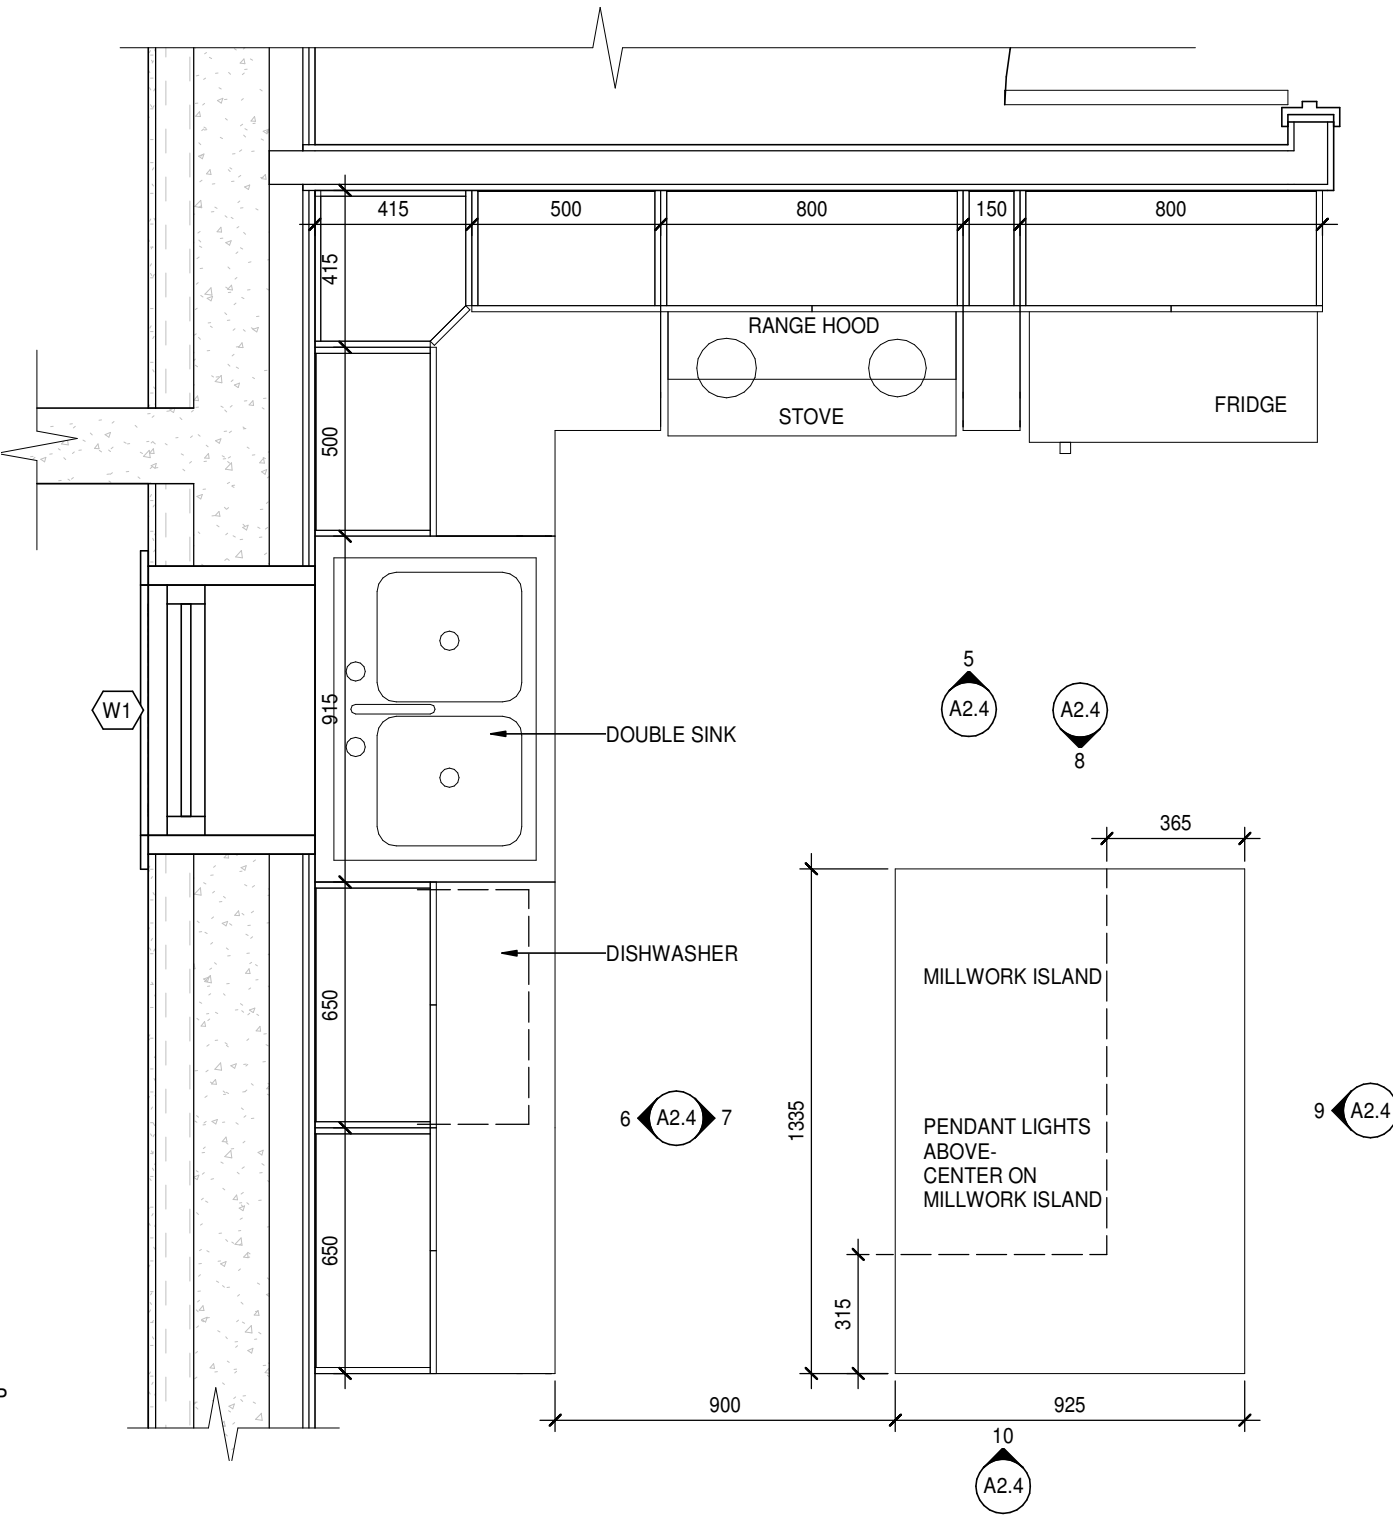 415
500
800
150
800
415
RANGE HOOD
STOVE
FRIDGE
500
915
W1
DOUBLE SINK
5
A2.4
A2.4
8
365
DISHWASHER
650
MILLWORK ISLAND
1335
PENDANT LIGHTS
ABOVE-
CENTER ON
MILLWORK ISLAND
6
A2.4
7
9
A2.4
650
315
900
925
10
A2.4